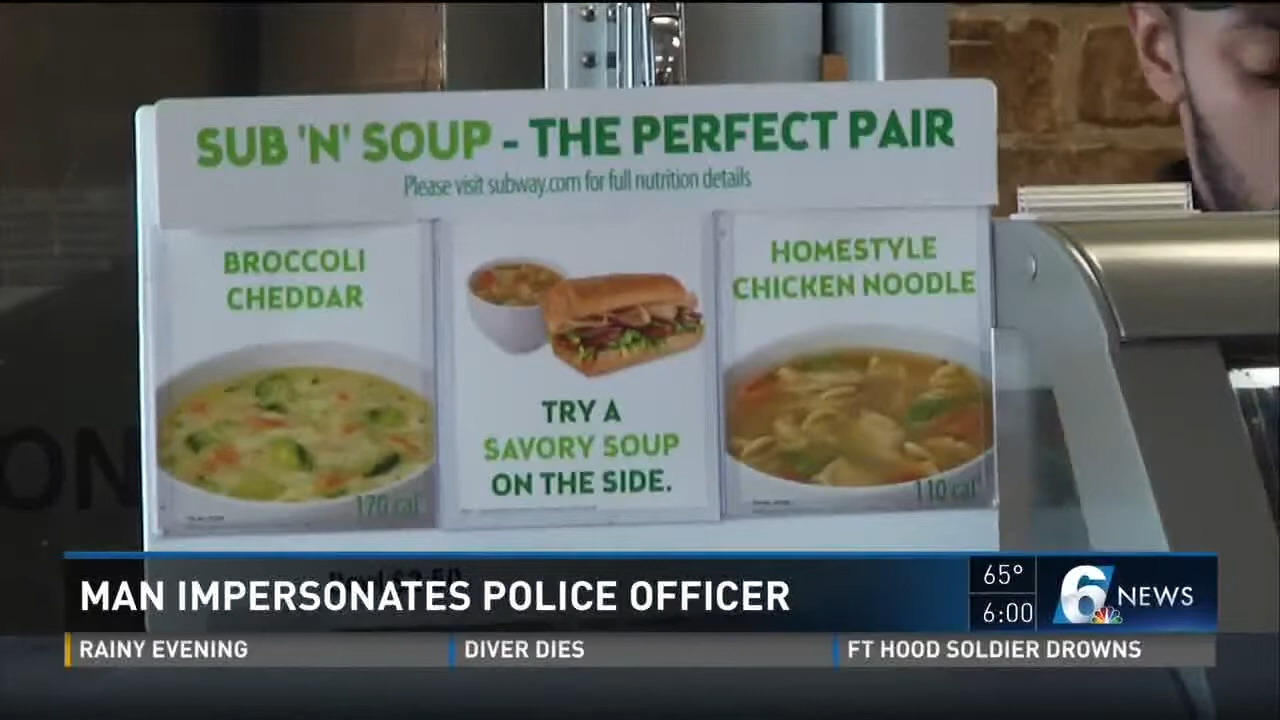 SUB 'N' SOUP - THE PERFECT PAIR
Please visit subway.com for full nutrition details
BROCCOLI
CHEDDAR
170 cal
TRY A
SAVORY SOUP
ON THE SIDE.
HOMESTYLE
CHICKEN NOODLE
110 cal
ON
MAN IMPERSONATES POLICE OFFICER
65°
6:00
6 NEWS
RAINY EVENING
DIVER DIES
FT HOOD SOLDIER DROWNS